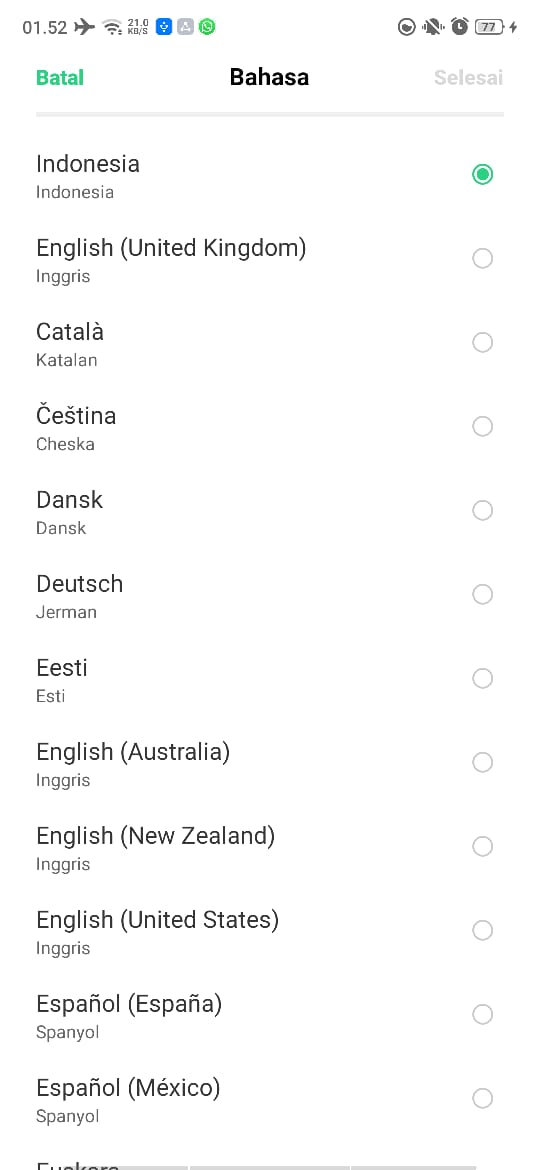 01.52 21.0 KB/S 77
Batal Bahasa Selesai
Indonesia
Indonesia
English (United Kingdom)
Inggris
Català
Katalan
Čeština
Cheska
Dansk
Dansk
Deutsch
Jerman
Eesti
Esti
English (Australia)
Inggris
English (New Zealand)
Inggris
English (United States)
Inggris
Español (España)
Spanyol
Español (México)
Spanyol